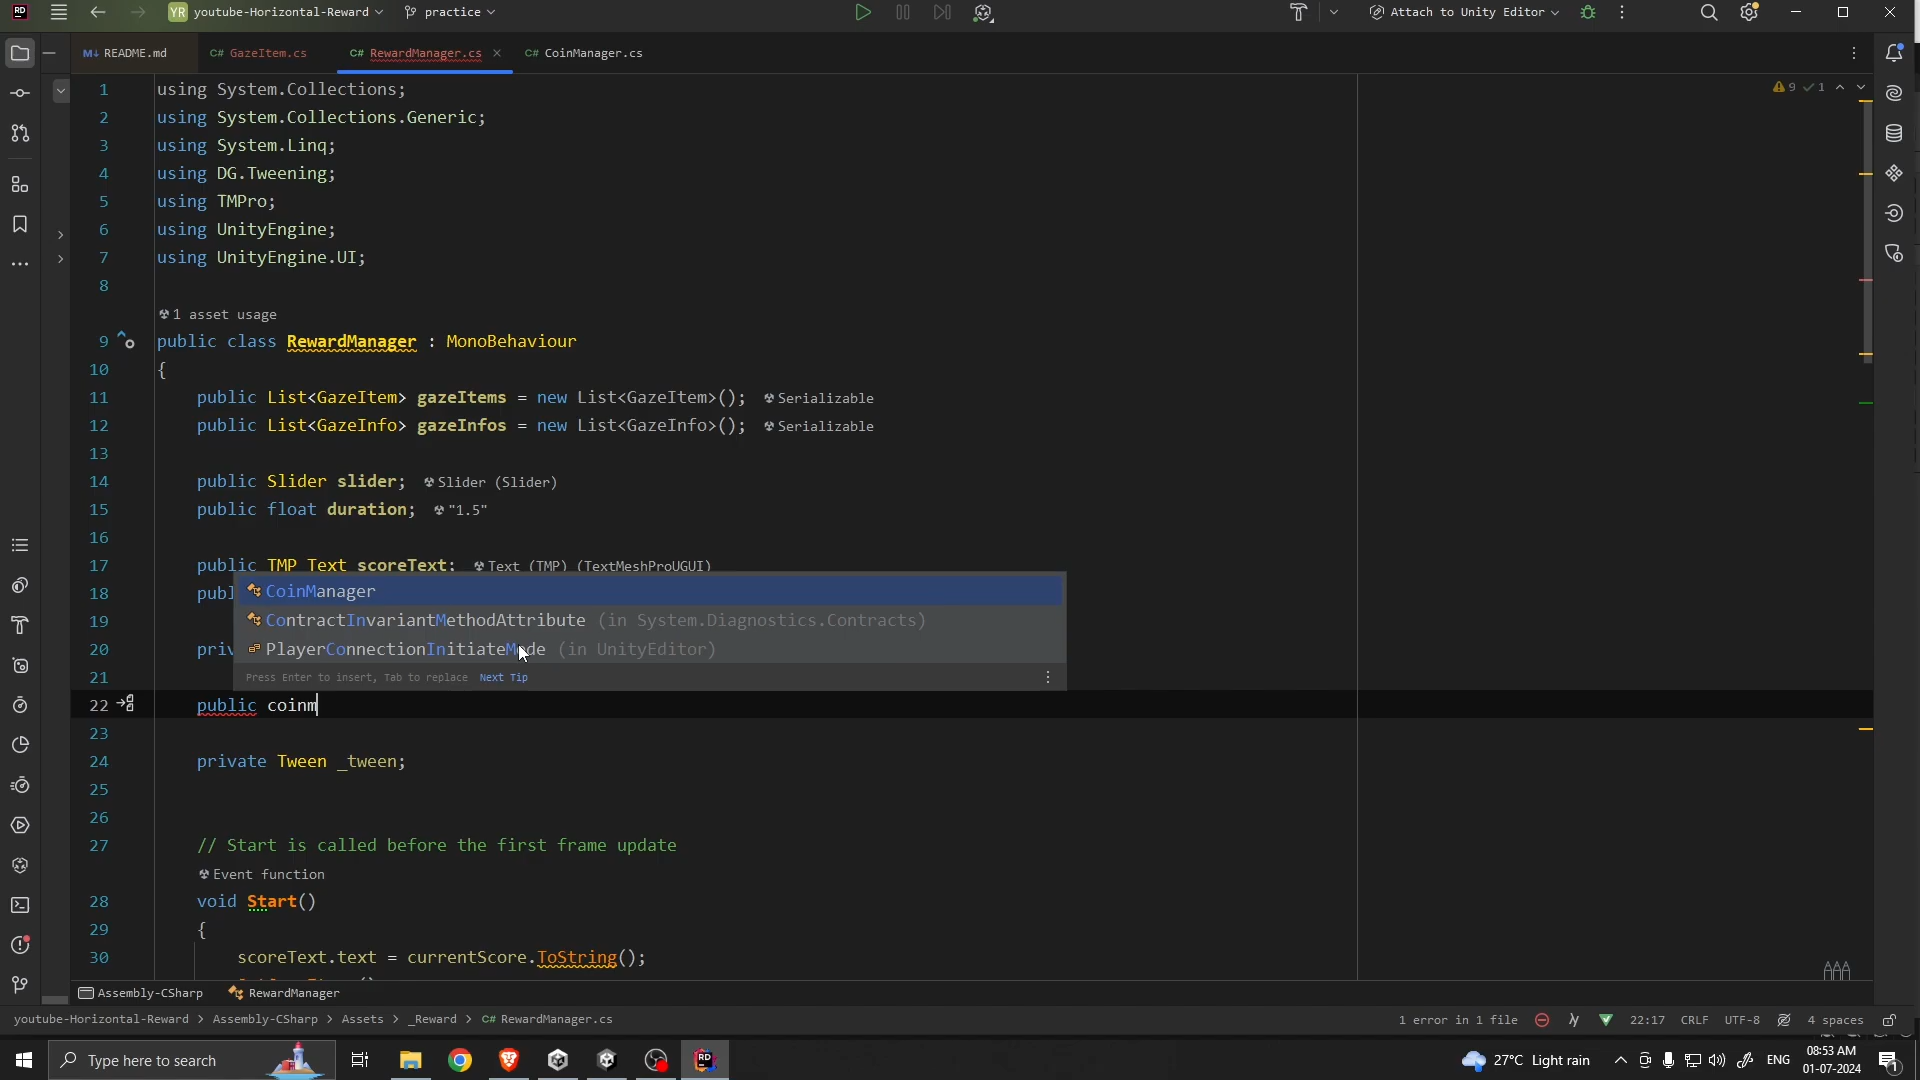 RD YR youtube-Horizontal-Reward practice Attach to Unity Editor
M↓ README.md C# GazeItem.cs C# RewardManager.cs C# CoinManager.cs
1 using System.Collections; 9 1
2 using System.Collections.Generic;
3 using System.Linq;
4 using DG.Tweening;
5 using TMPro;
6 using UnityEngine;
7 using UnityEngine.UI;
8
1 asset usage
9 public class RewardManager : MonoBehaviour
10 {
11 public List<GazeItem> gazeItems = new List<GazeItem>(); Serializable
12 public List<GazeInfo> gazeInfos = new List<GazeInfo>(); Serializable
13
14 public Slider slider; Slider (Slider)
15 public float duration; "1.5"
16
17 public TMP_Text scoreText; Text (TMP) (TextMeshProUGUI)
18 publ CoinManager
19 ContractInvariantMethodAttribute (in System.Diagnostics.Contracts)
20 priv PlayerConnectionInitiateMode (in UnityEditor)
21 Press Enter to insert, Tab to replace Next Tip
22 public coinm
23
24 private Tween _tween;
25
26
27 // Start is called before the first frame update
Event function
28 void Start()
29 {
30 scoreText.text = currentScore.ToString();
Assembly-CSharp RewardManager
youtube-Horizontal-Reward > Assembly-CSharp > Assets > _Reward > C# RewardManager.cs 1 error in 1 file 22:17 CRLF UTF-8 4 spaces
Type here to search RD 27°C Light rain ENG 08:53 AM
01-07-2024 1